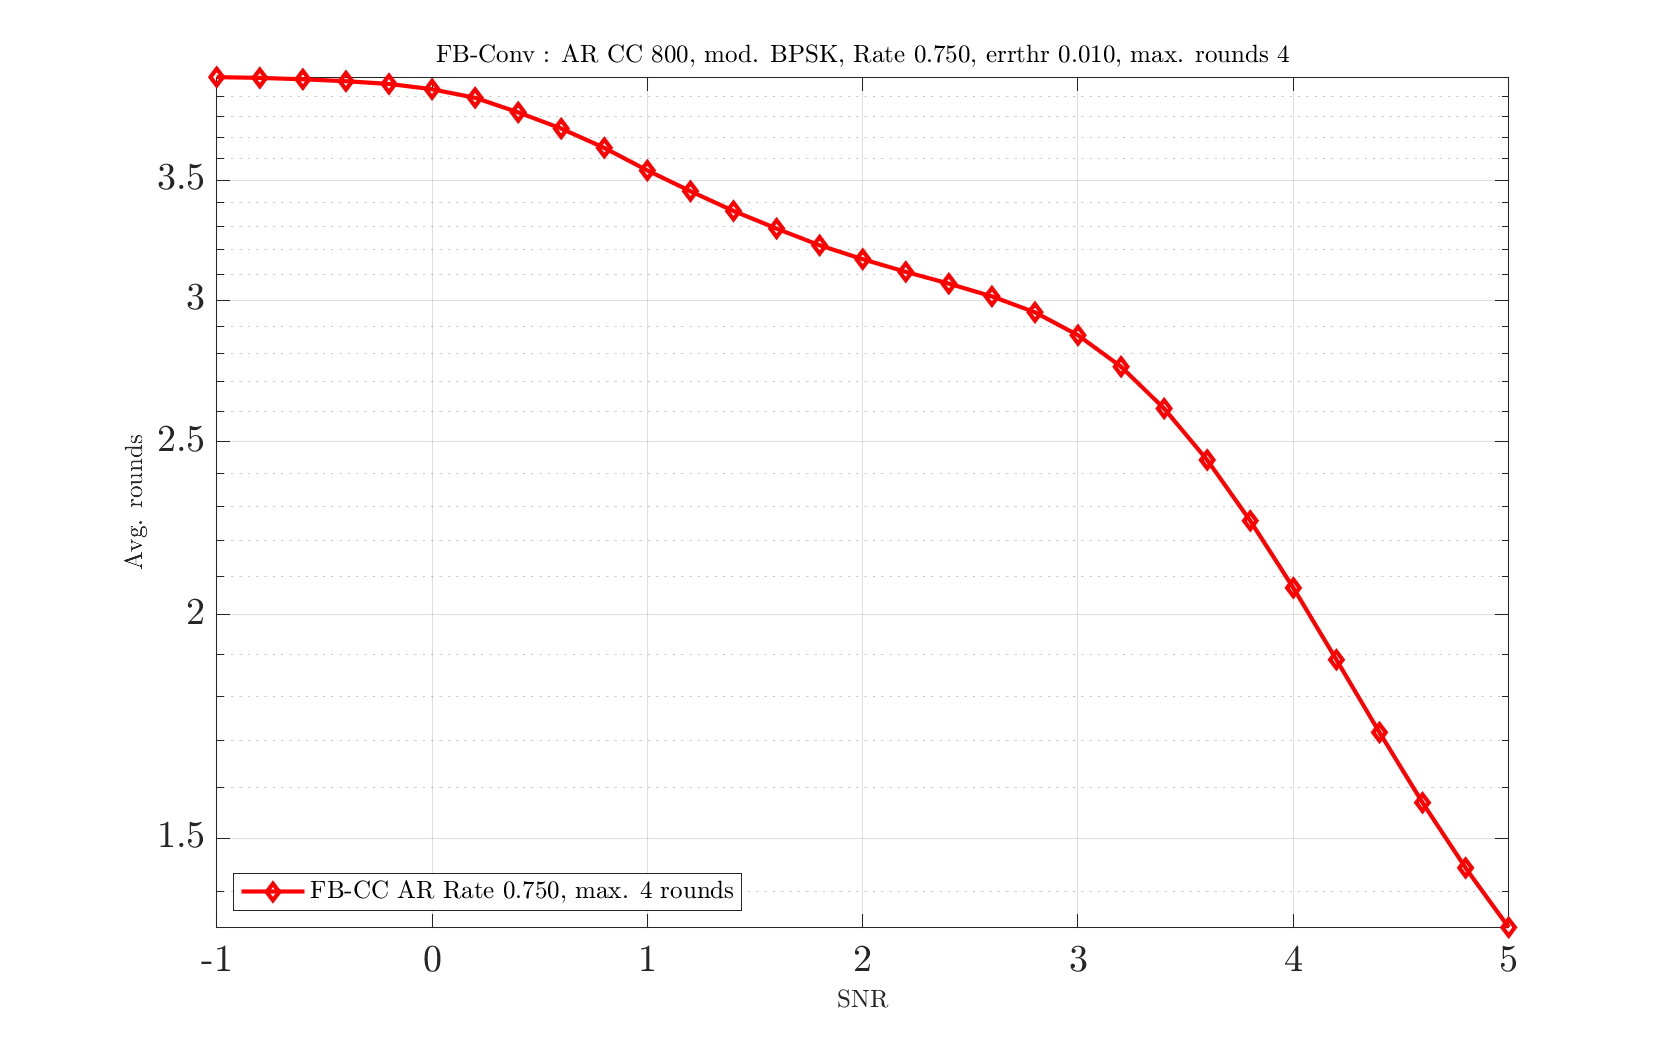 FB-Conv : AR CC 800, mod. BPSK, Rate 0.750, errthr 0.010, max. rounds 4
3.5
3
2.5
2
1.5
Avg. rounds
FB-CC AR Rate 0.750, max. 4 rounds
-1 0 1 2 3 4 5
SNR